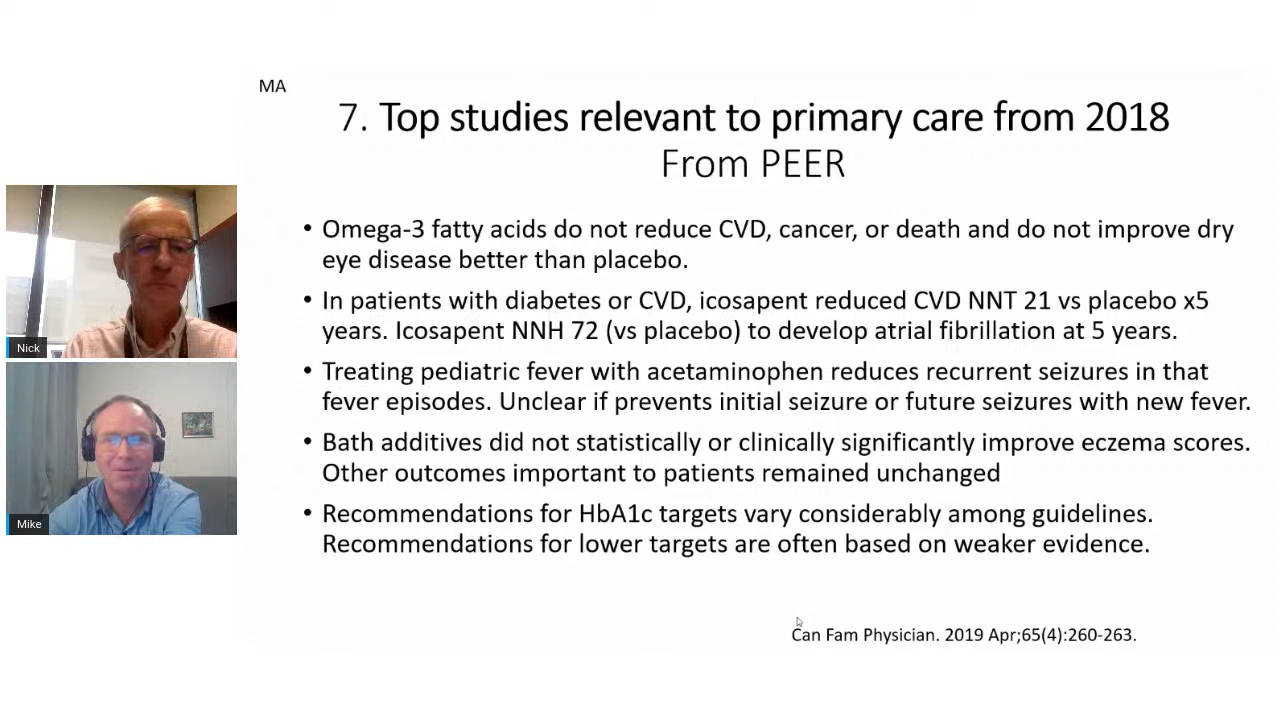 MA
7. Top studies relevant to primary care from 2018
From PEER
• Omega-3 fatty acids do not reduce CVD, cancer, or death and do not improve dry
eye disease better than placebo.
• In patients with diabetes or CVD, icosapent reduced CVD NNT 21 vs placebo x5
years. Icosapent NNH 72 (vs placebo) to develop atrial fibrillation at 5 years.
• Treating pediatric fever with acetaminophen reduces recurrent seizures in that
fever episodes. Unclear if prevents initial seizure or future seizures with new fever.
• Bath additives did not statistically or clinically significantly improve eczema scores.
Other outcomes important to patients remained unchanged
• Recommendations for HbA1c targets vary considerably among guidelines.
Recommendations for lower targets are often based on weaker evidence.
Can Fam Physician. 2019 Apr;65(4):260-263.
Nick
Mike